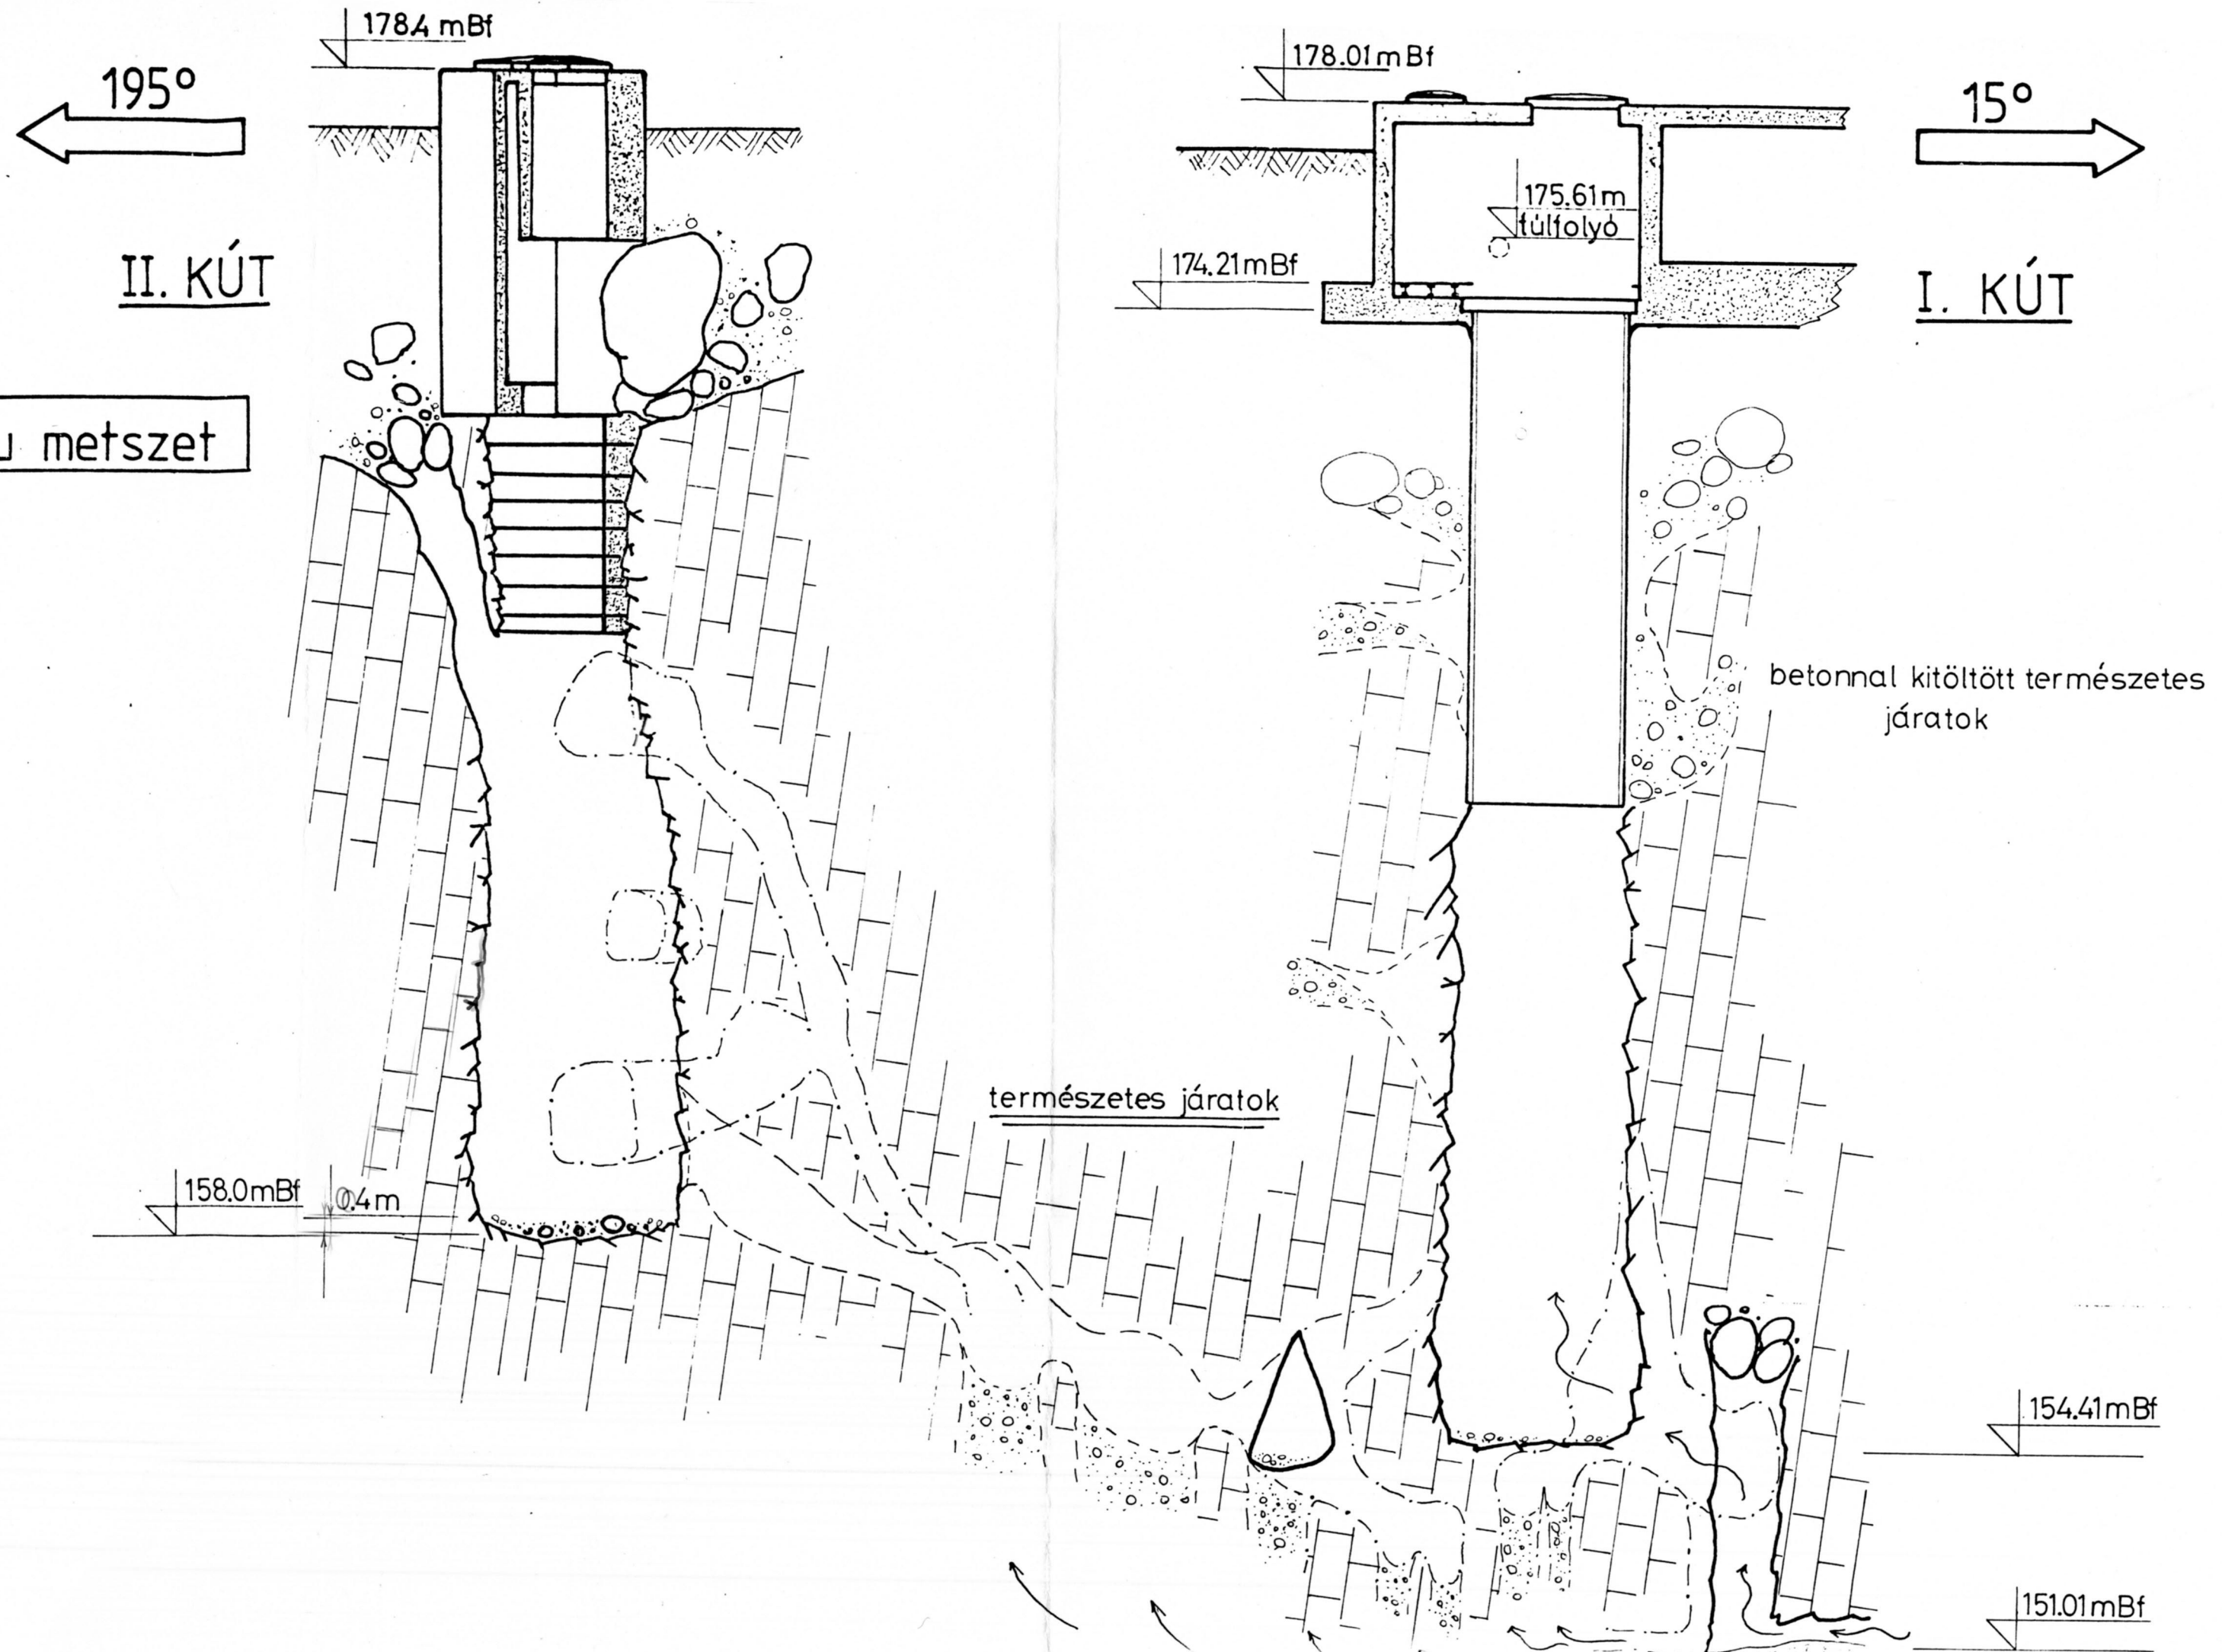 178.4 mBf
195°
II. KÚT
u metszet
178.01 mBf
15°
175.61 m
túlfolyó
174.21 mBf
I. KÚT
betonnal kitöltött természetes
járatok
természetes járatok
158.0 mBf
0.4 m
154.41 mBf
151.01 mBf